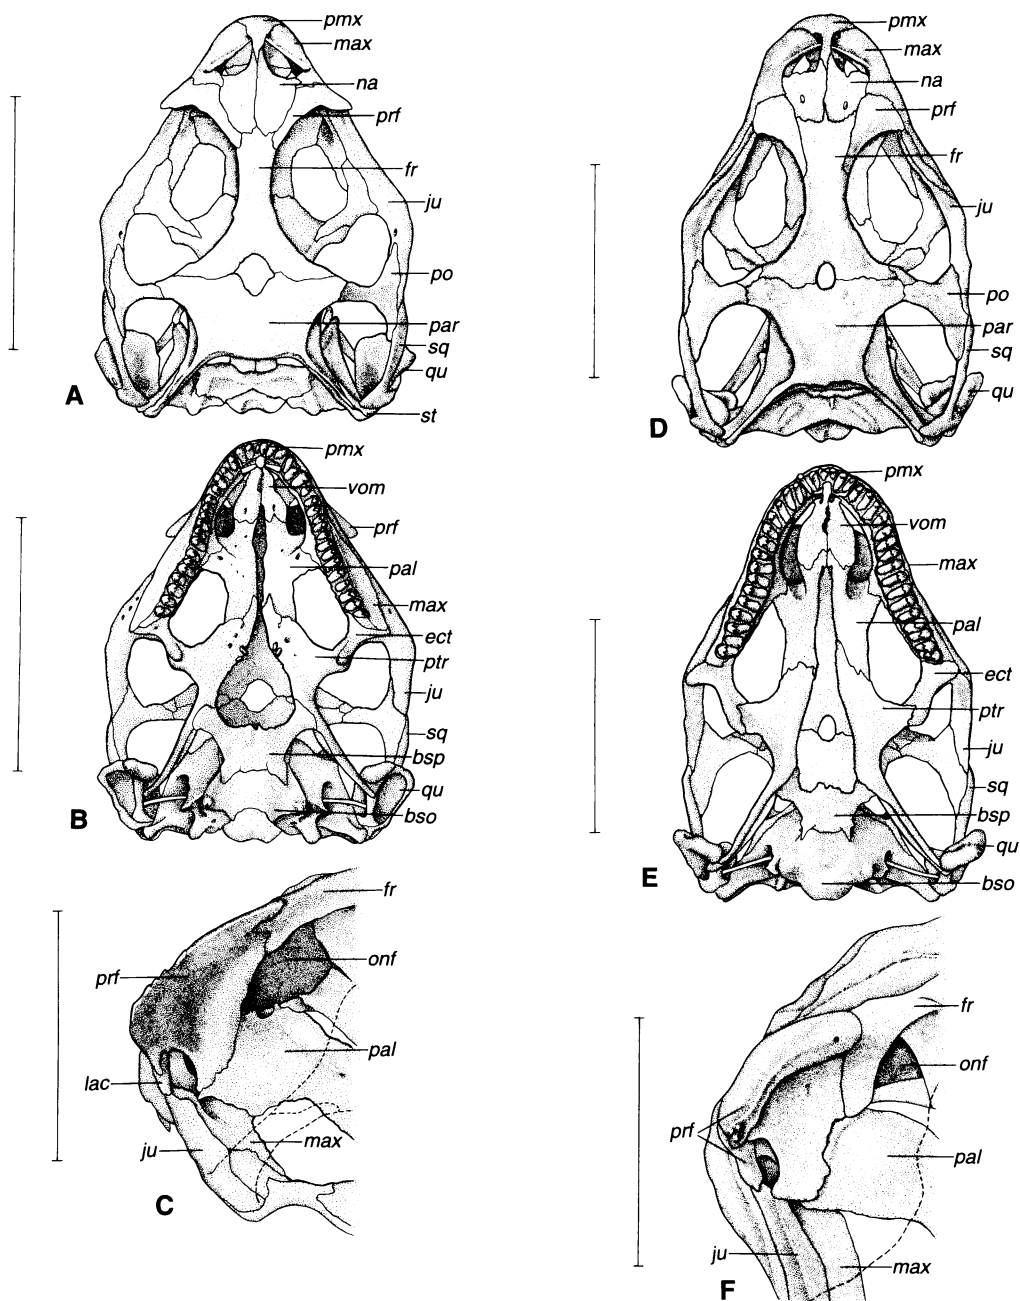 pmx
max
na
prf
fr
ju
po
par
sq
qu
st
A
pmx
vom
prf
pal
max
ect
ptr
ju
sq
bsp
qu
bso
B
fr
prf
onf
pal
lac
max
ju
C
pmx
max
na
prf
fr
ju
po
par
sq
qu
D
pmx
vom
max
pal
ect
ptr
ju
sq
bsp
qu
bso
E
fr
onf
prf
pal
ju
max
F